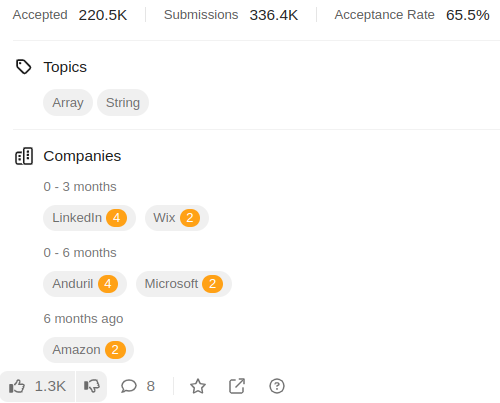 Accepted 220.5K Submissions 336.4K Acceptance Rate 65.5%
Topics
Array String
Companies
0 - 3 months
LinkedIn 4 Wix 2
0 - 6 months
Anduril 4 Microsoft 2
6 months ago
Amazon 2
1.3K 8